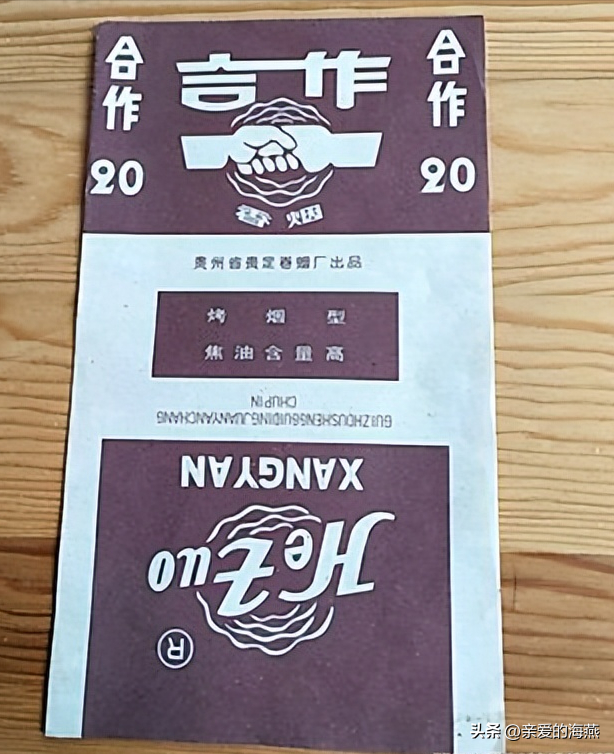 合作
20
合作
香烟
合作
20
贵州省贵定卷烟厂出品
烤烟型
焦油含量高
GUIZHOUSHENGGUIDINGJUANYANCHANG
CHUPIN
XANGYAN
HeZuo
®
头条 @亲爱的海燕